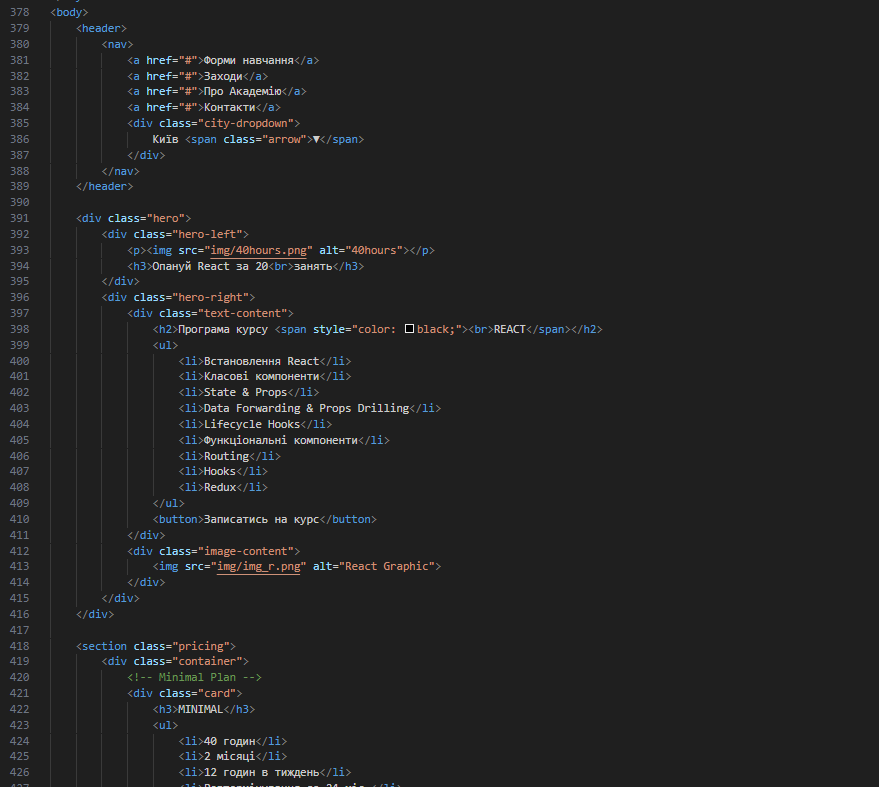 378 <body>
379 <header>
380 <nav>
381 <a href="#">Форми навчання</a>
382 <a href="#">Заходи</a>
383 <a href="#">Про Академію</a>
384 <a href="#">Контакти</a>
385 <div class="city-dropdown">
386 Київ <span class="arrow">▼</span>
387 </div>
388 </nav>
389 </header>
390
391 <div class="hero">
392 <div class="hero-left">
393 <p><img src="img/40hours.png" alt="40hours"></p>
394 <h3>Опануй React за 20<br>занять</h3>
395 </div>
396 <div class="hero-right">
397 <div class="text-content">
398 <h2>Програма курсу <span style="color: black;"><br>REACT</span></h2>
399 <ul>
400 <li>Встановлення React</li>
401 <li>Класові компоненти</li>
402 <li>State & Props</li>
403 <li>Data Forwarding & Props Drilling</li>
404 <li>Lifecycle Hooks</li>
405 <li>Функціональні компоненти</li>
406 <li>Routing</li>
407 <li>Hooks</li>
408 <li>Redux</li>
409 </ul>
410 <button>Записатись на курс</button>
411 </div>
412 <div class="image-content">
413 <img src="img/img_r.png" alt="React Graphic">
414 </div>
415 </div>
416 </div>
417
418 <section class="pricing">
419 <div class="container">
420 <!-- Minimal Plan -->
421 <div class="card">
422 <h3>MINIMAL</h3>
423 <ul>
424 <li>40 годин</li>
425 <li>2 місяці</li>
426 <li>12 годин в тиждень</li>